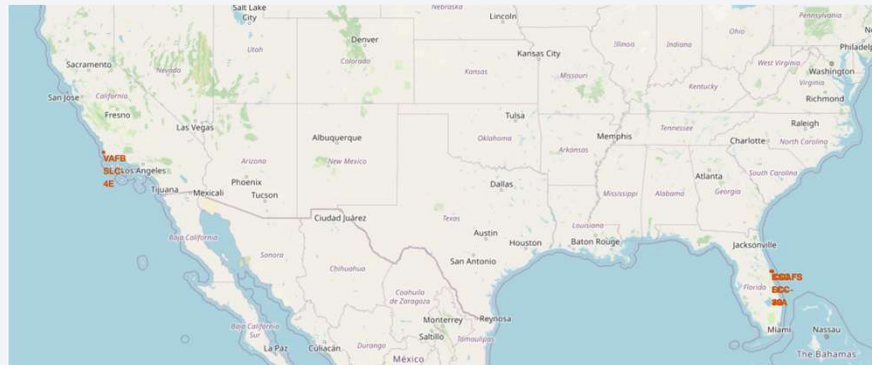 Salt Lake
City
Nebraska
Lincoln
Pennsylvania
Denver
Utah
Colorado
Kansas City
Illinois
Indiana
Ohio
Philadelp
Sacramento
Nevada
Kansas
Missouri
West Virginia
Washington
San Jose
California
Kentucky
Virginia
Richmond
Fresno
Las Vegas
Tulsa
Tennessee
Raleigh
Albuquerque
Oklahoma
Memphis
Charlotte
North Carolina
VAFB
SLC-
4E
Los Angeles
Arizona
New Mexico
Arkansas
Atlanta
South Carolina
Phoenix
Tijuana
Mexicali
Tucson
Dallas
Mississippi
Alabama
Georgia
Ciudad Juárez
Texas
Louisiana
Baja California
Austin
Houston
Baton Rouge
Jacksonville
Sonora
San Antonio
Chihuahua
Florida
Coahuila
de Zaragoza
Baja California
Sur
Monterrey
Reynosa
Saltillo
Miami
Nassau
La Paz
Culiacán
Durango
Tamaulipas
México
The Bahamas